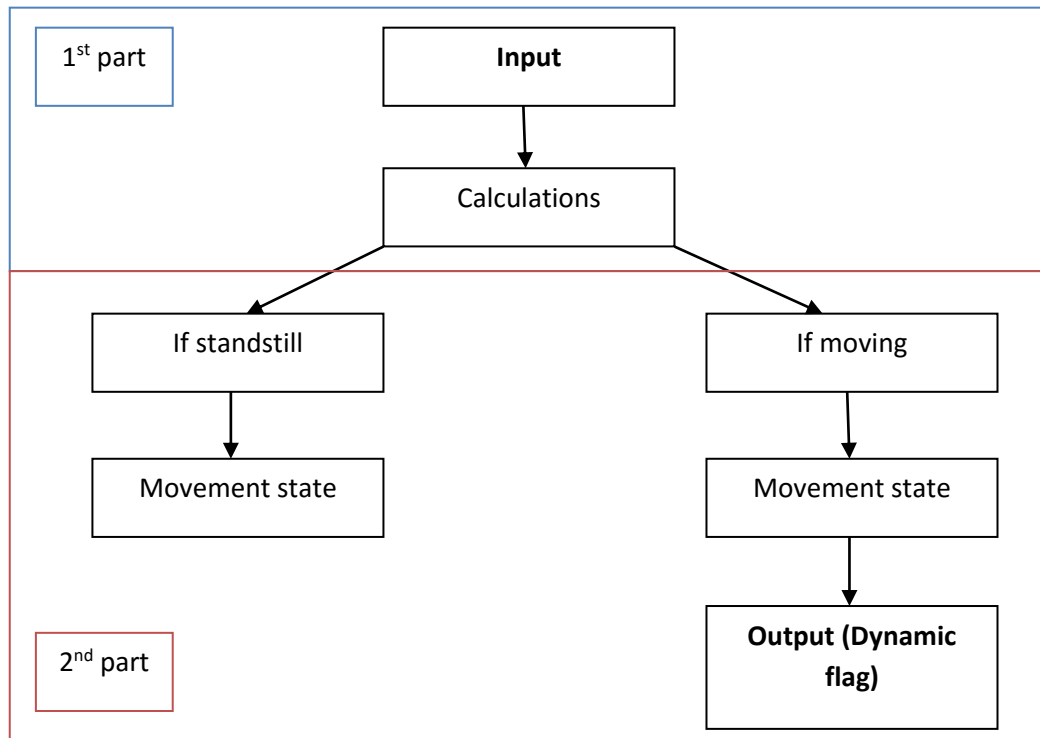 1st part
Input
Calculations
If standstill
If moving
Movement state
Movement state
Output (Dynamic
flag)
2nd part